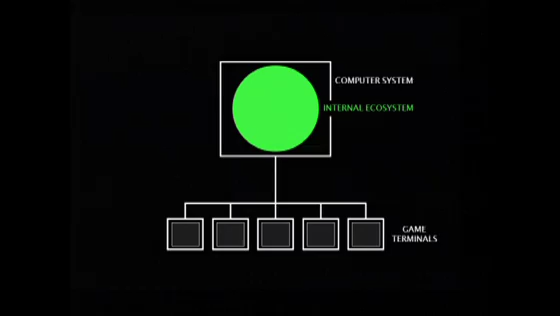 COMPUTER SYSTEM
INTERNAL ECOSYSTEM
GAME
TERMINALS